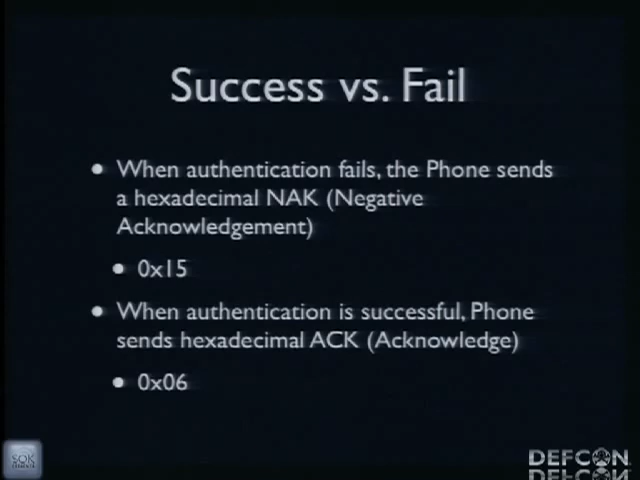 Success vs. Fail
When authentication fails, the Phone sends
a hexadecimal NAK (Negative
Acknowledgement)
0x15
When authentication is successful, Phone
sends hexadecimal ACK (Acknowledge)
0x06
SOK
DEFCON